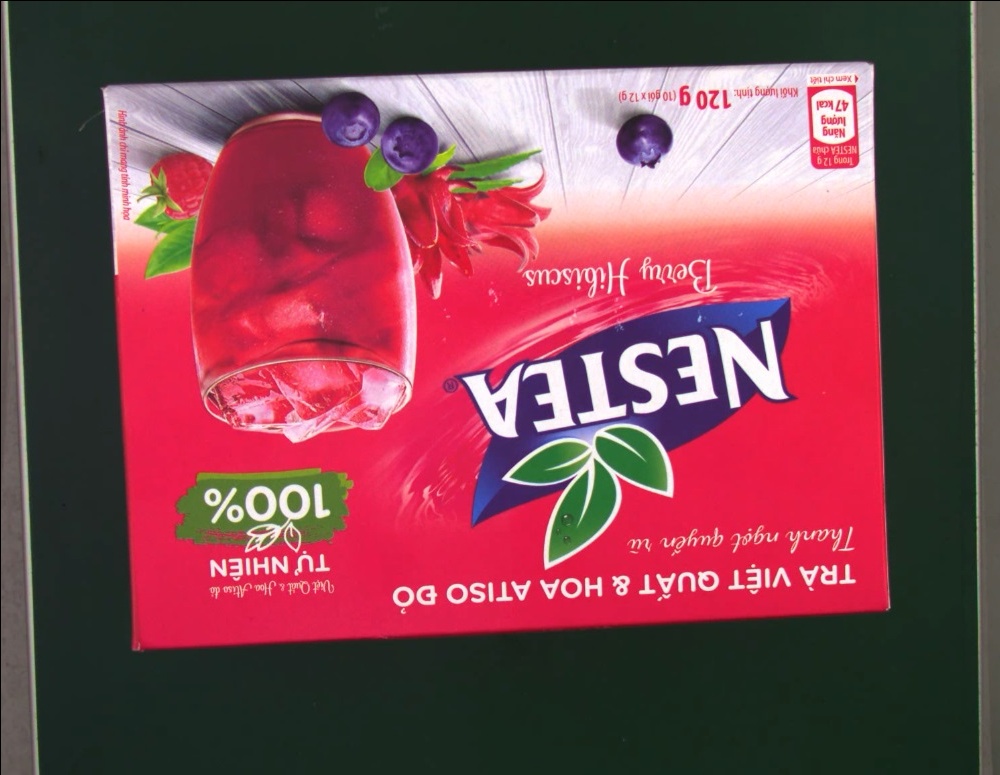 TRÀ VIỆT QUẤT & HOA ATISO ĐỎ
Thanh ngọt quyến rũ
NESTEA®
Berry Hibiscus
Việt Quất & Hoa Atiso đỏ
TỰ NHIÊN
100%
Trong 12 g
NESTEA chứa
Năng
lượng
47 kcal
Xem chi tiết
Khối lượng tịnh: 120 g (10 gói x 12 g)
Hình ảnh chỉ mang tính minh họa